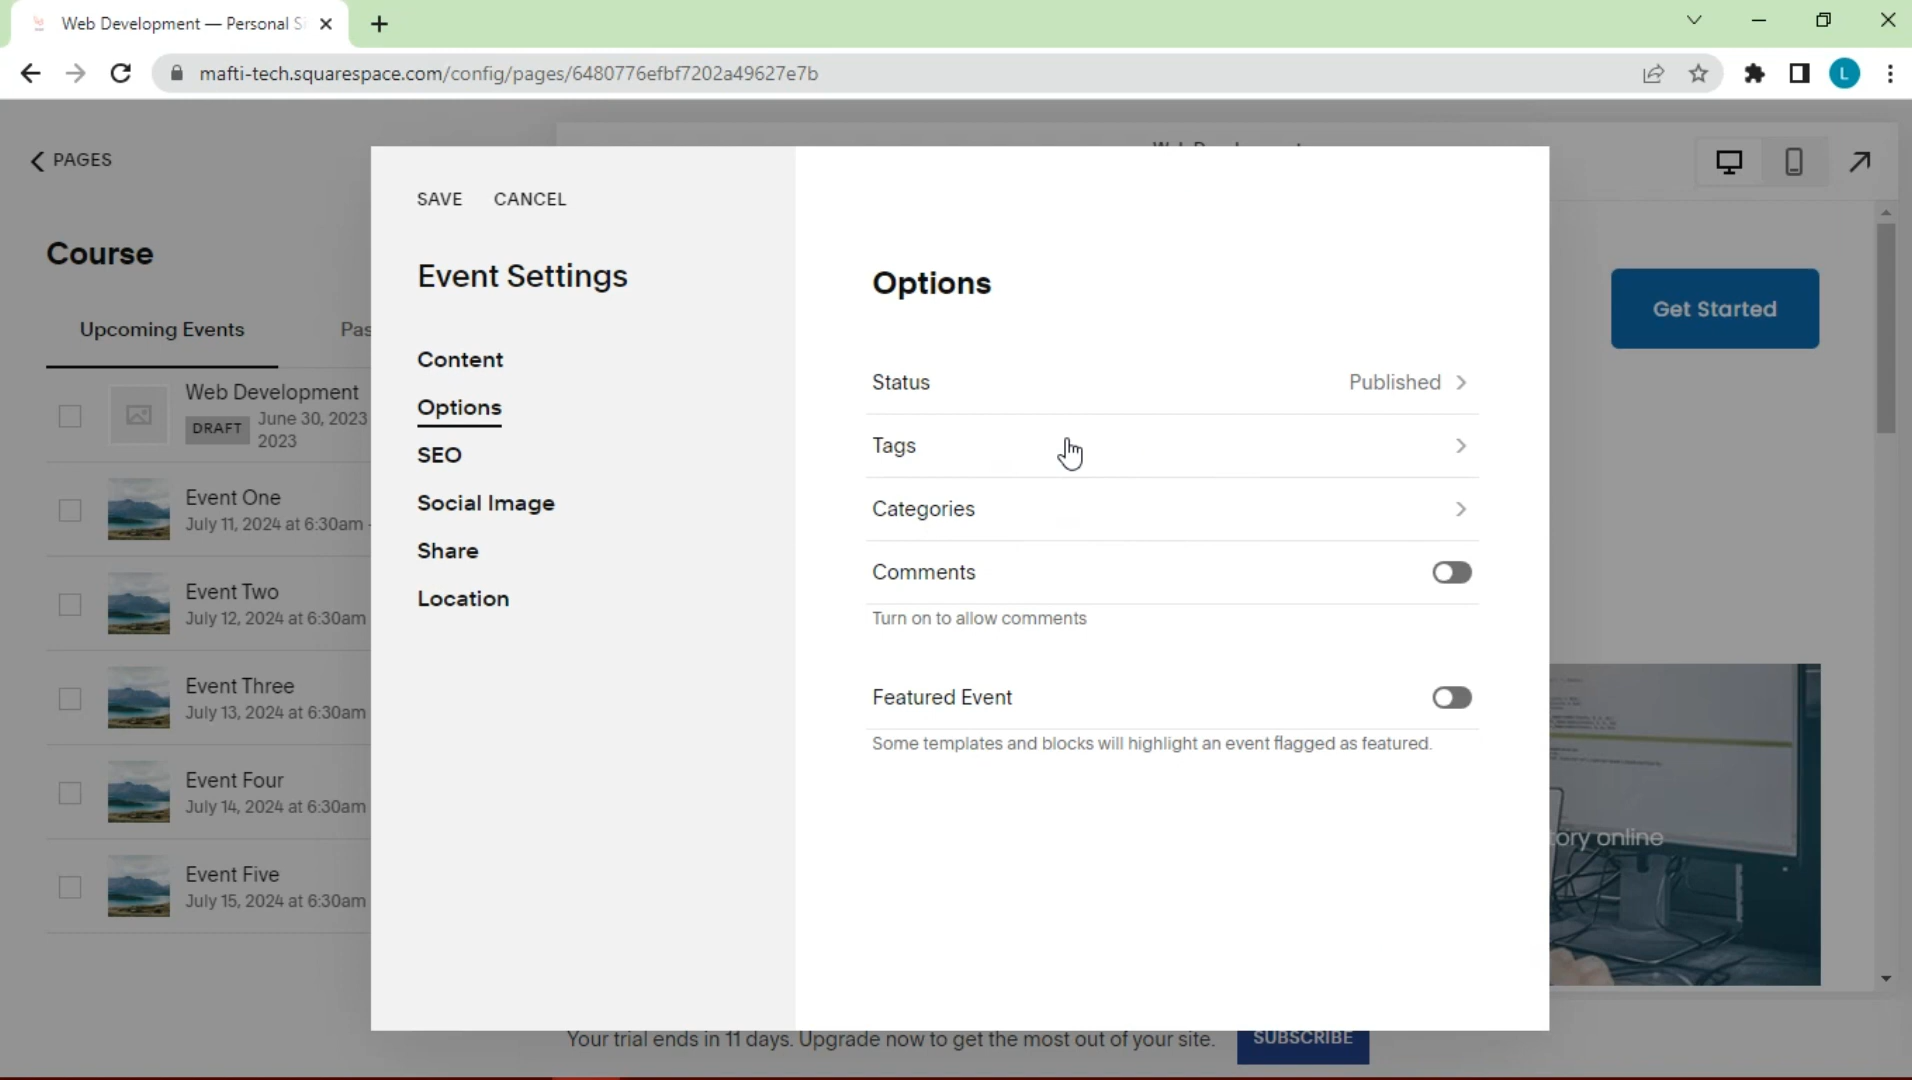 Web Development — Personal Si
mafti-tech.squarespace.com/config/pages/6480776efbf7202a49627e7b
L
PAGES
Course
Upcoming Events Pas
Web Development
DRAFT June 30, 2023
2023
Event One
July 11, 2024 at 6:30am -
Event Two
July 12, 2024 at 6:30am
Event Three
July 13, 2024 at 6:30am
Event Four
July 14, 2024 at 6:30am
Event Five
July 15, 2024 at 6:30am
SAVE CANCEL
Event Settings
Content
Options
SEO
Social Image
Share
Location
Options
Status Published
Tags
Categories
Comments
Turn on to allow comments
Featured Event
Some templates and blocks will highlight an event flagged as featured.
Get Started
tory online
Your trial ends in 11 days. Upgrade now to get the most out of your site. SUBSCRIBE